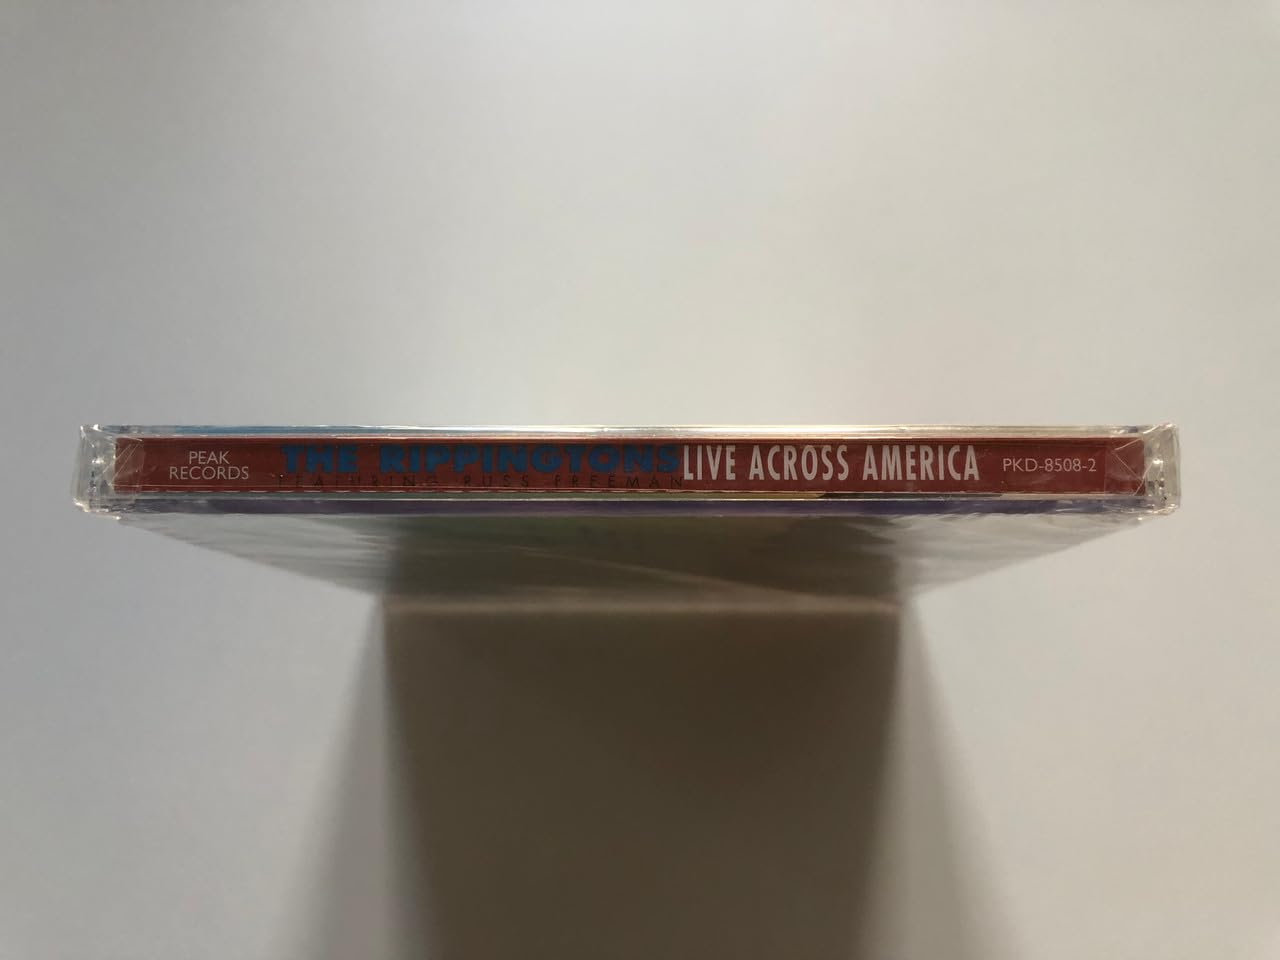 PEAK
RECORDS
THE RIPPINGTONS
FEATURING RUSS FREEMAN
LIVE ACROSS AMERICA
PKD-8508-2